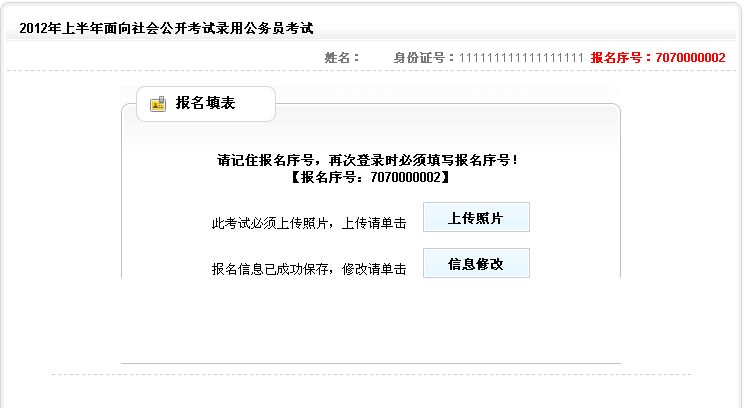 2012年上半年面向社会公开考试录用公务员考试
姓名： 身份证号：111111111111111111 报名序号：7070000002
报名填表
请记住报名序号，再次登录时必须填写报名序号！
【报名序号：7070000002】
此考试必须上传照片，上传请单击 上传照片
报名信息已成功保存，修改请单击 信息修改